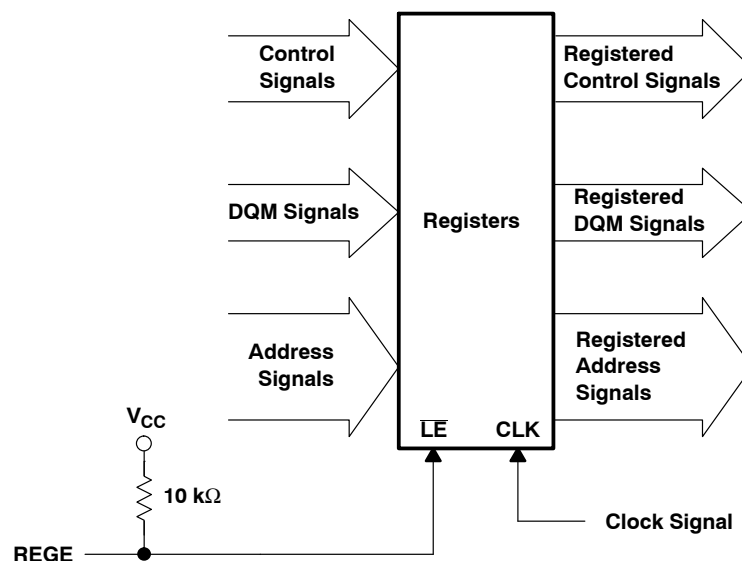 Control
Signals
Registered
Control Signals
DQM Signals
Registers
Registered
DQM Signals
Address
Signals
Registered
Address
Signals
VCC
LE
CLK
10 kΩ
Clock Signal
REGE